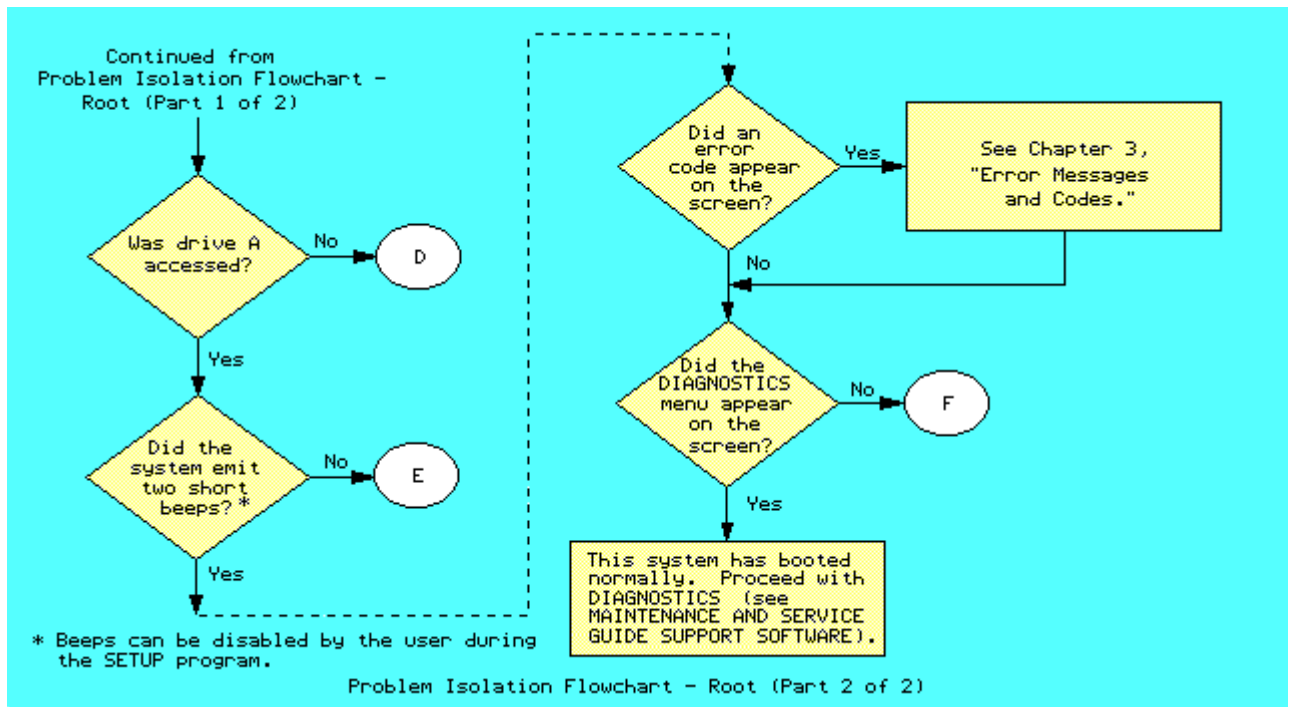 Continued from
Problem Isolation Flowchart -
Root (Part 1 of 2)
Was drive A
accessed?
No
D
Yes
Did the
system emit
two short
beeps? *
No
E
Yes
* Beeps can be disabled by the user during
the SETUP program.
Did an
error
code appear
on the
screen?
Yes
See Chapter 3,
"Error Messages
and Codes."
No
Did the
DIAGNOSTICS
menu appear
on the
screen?
No
F
Yes
This system has booted
normally. Proceed with
DIAGNOSTICS (see
MAINTENANCE AND SERVICE
GUIDE SUPPORT SOFTWARE).
Problem Isolation Flowchart - Root (Part 2 of 2)